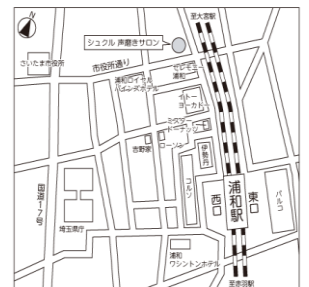 N
至大宮駅
シュクル 声磨きサロン
さいたま市役所
市役所通り
セレモニー
浦和
浦和ロイヤル
パインズホテル
イトー
ヨーカドー
ミスター
ドーナッツ
吉野家
ローソン
伊勢丹
コルソ
国道17号
埼玉県庁
西口
浦和駅
東口
パルコ
浦和
ワシントンホテル
至赤羽駅